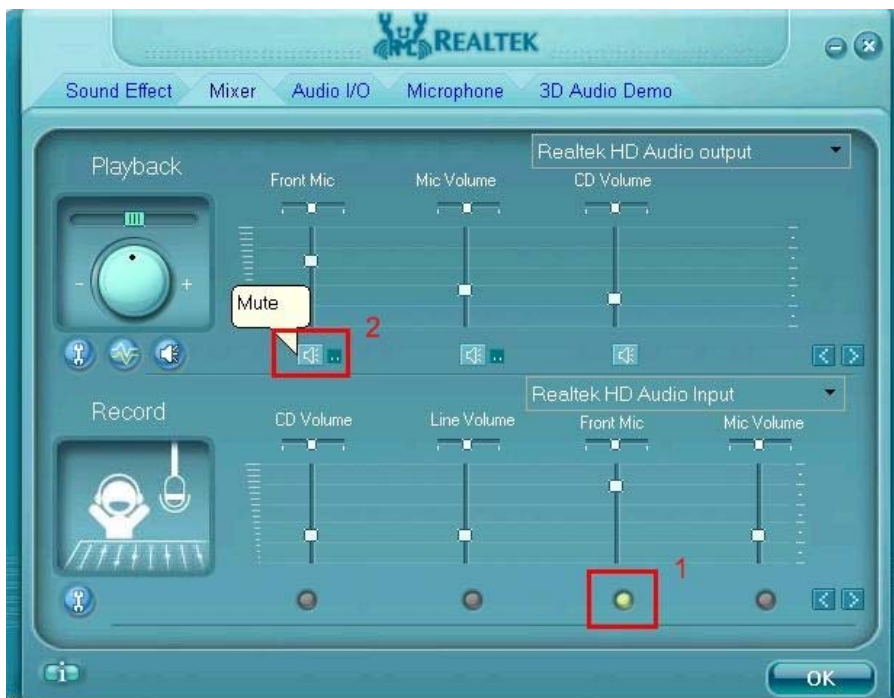 REALTEK
Sound Effect Mixer Audio I/O Microphone 3D Audio Demo
Realtek HD Audio output
Playback
Front Mic Mic Volume CD Volume
- +
Mute
2
Realtek HD Audio Input
Record
CD Volume Line Volume Front Mic Mic Volume
1
OK